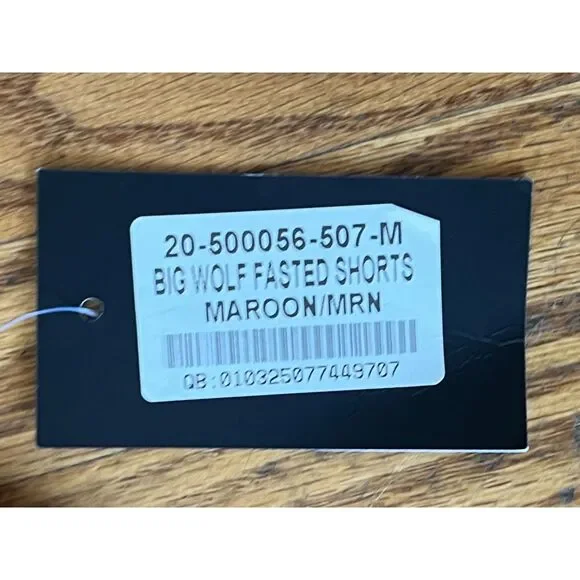 20-500056-507-M
BIG WOLF FASTED SHORTS
MAROON/MRN
QB:010325077449707